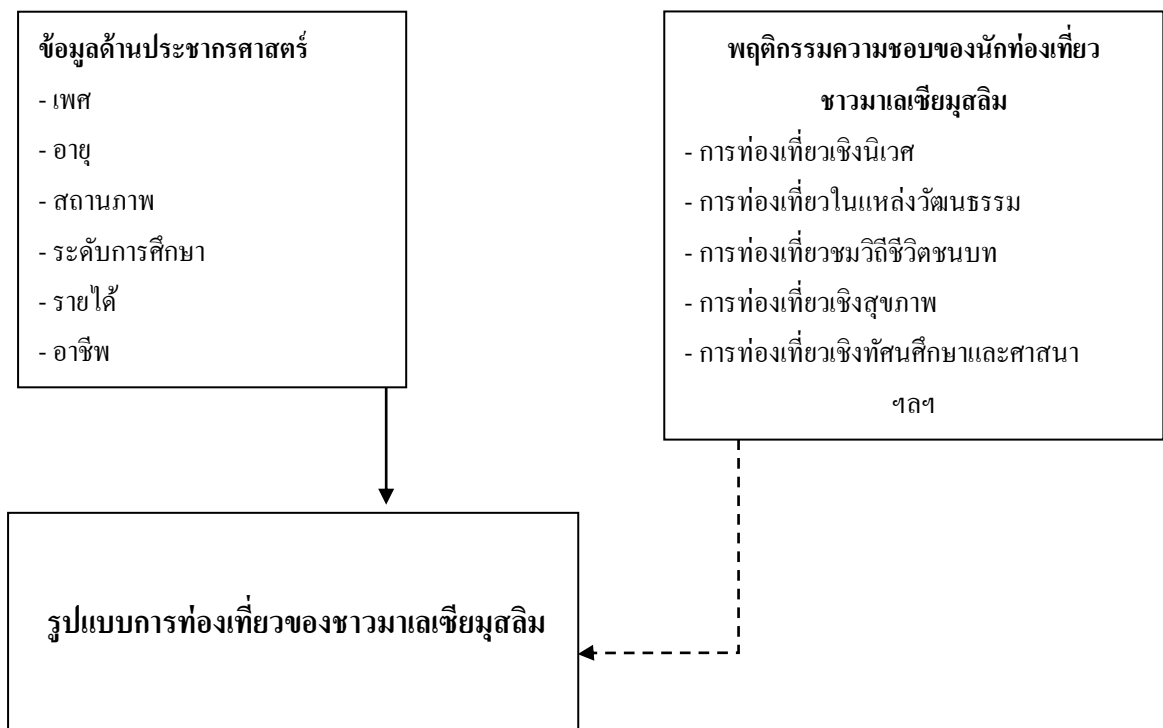 ข้อมูลด้านประชากรศาสตร์
- เพศ
- อายุ
- สถานภาพ
- ระดับการศึกษา
- รายได้
- อาชีพ
พฤติกรรมความชอบของนักท่องเที่ยว
ชาวมาเลเซียมุสลิม
- การท่องเที่ยวเชิงนิเวศ
- การท่องเที่ยวในแหล่งวัฒนธรรม
- การท่องเที่ยวชมวิถีชีวิตชนบท
- การท่องเที่ยวเชิงสุขภาพ
- การท่องเที่ยวเชิงทัศนศึกษาและศาสนา
ฯลฯ
รูปแบบการท่องเที่ยวของชาวมาเลเซียมุสลิม